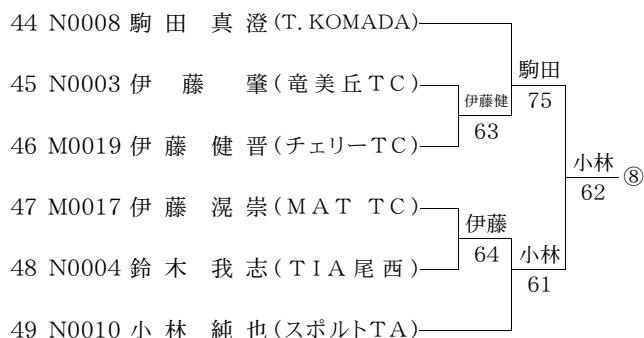 44 N0008 駒田 真澄(T. KOMADA)
駒田
45 N0003 伊藤 肇(竜美丘TC)
伊藤健
75
63
46 M0019 伊藤 健晋(チェリーTC)
小林
62
⑧
47 M0017 伊藤 滉崇(MAT TC)
伊藤
64
小林
48 N0004 鈴木 我志(TIA尾西)
61
49 N0010 小林 純也(スポルトTA)